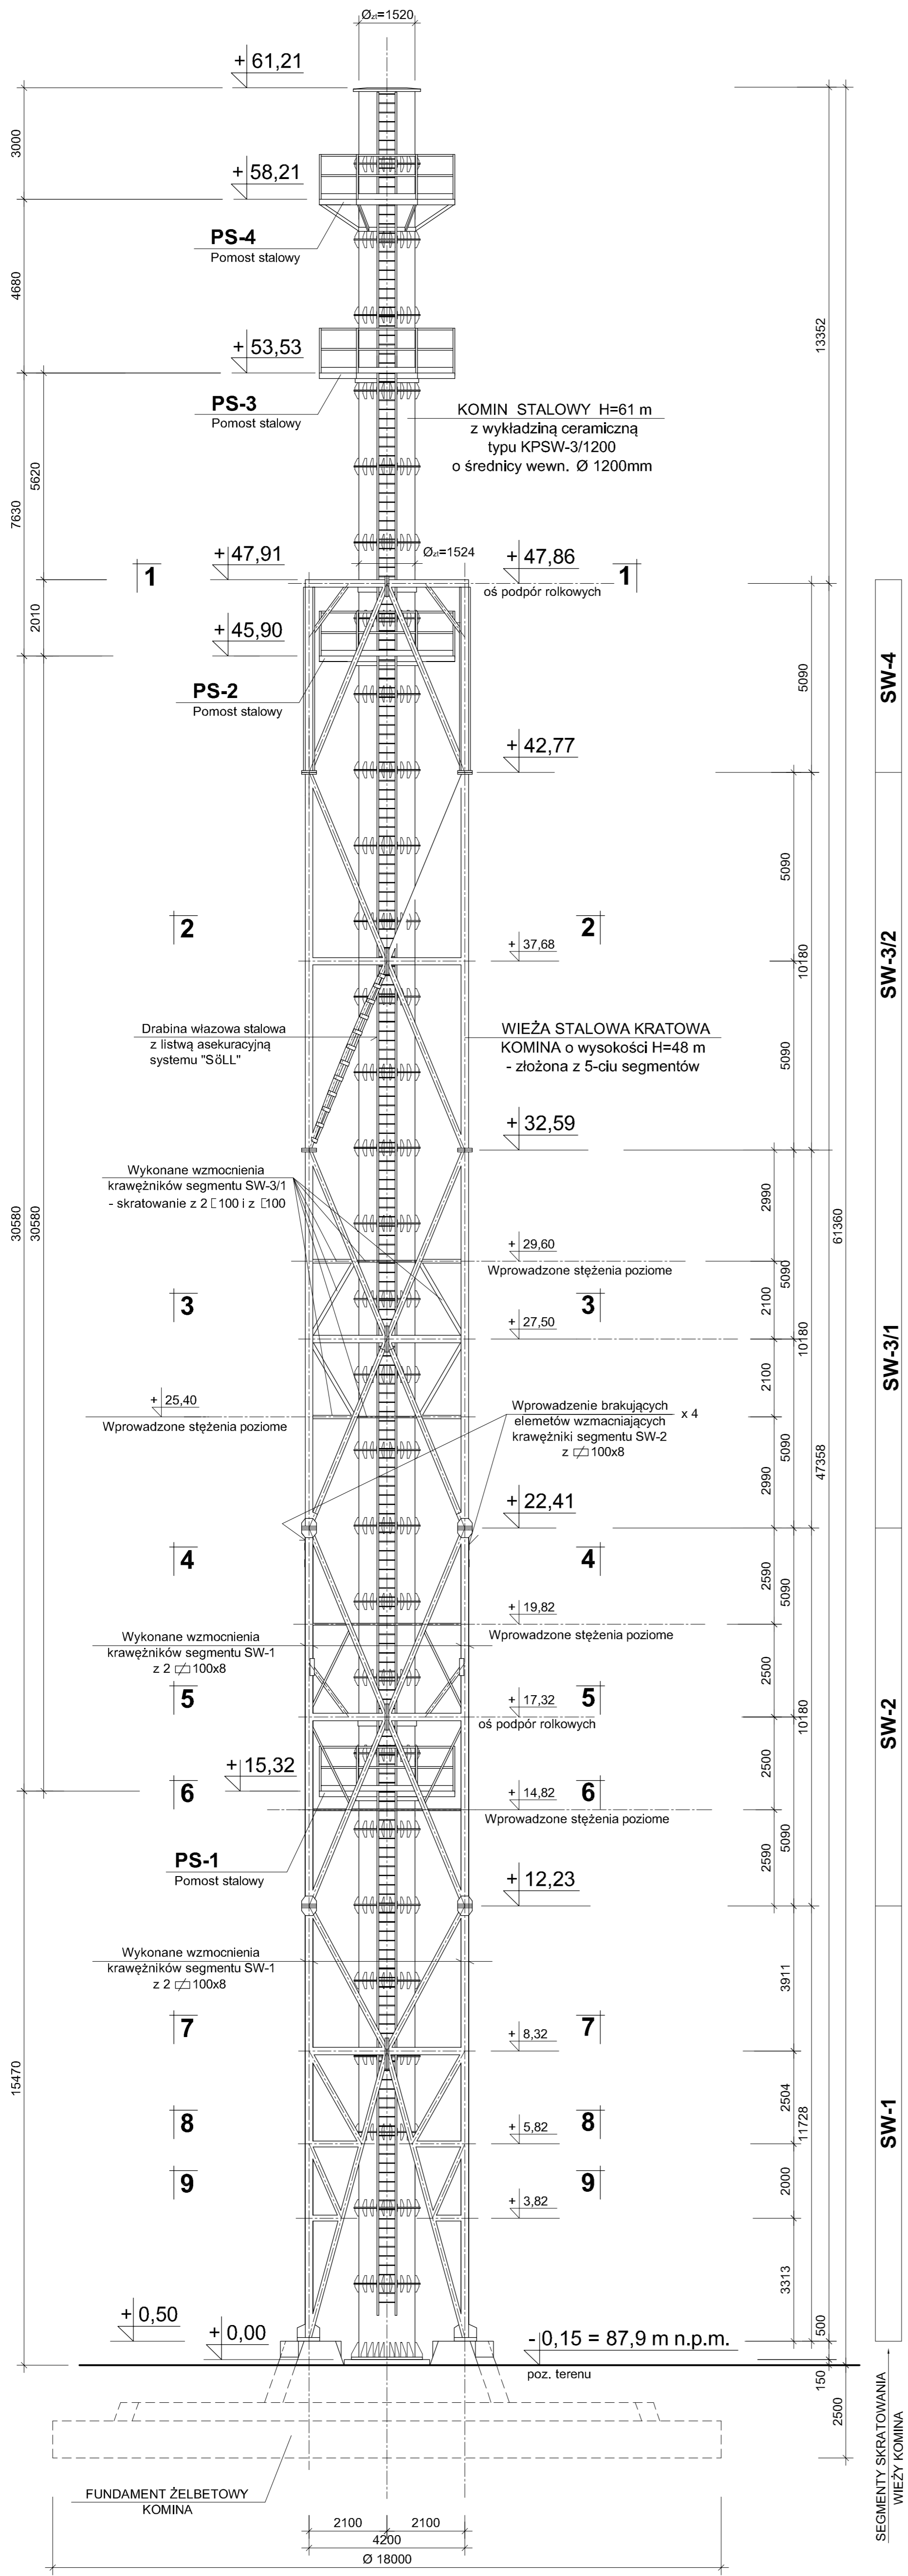 Øzł=1520
+ 61,21
3000
+ 58,21
PS-4
Pomost stalowy
4680
13352
+ 53,53
PS-3
Pomost stalowy
KOMIN STALOWY H=61 m
z wykładziną ceramiczną
typu KPSW-3/1200
o średnicy wewn. Ø 1200mm
5620
7630
+ 47,91
Øzł=1524
+ 47,86
oś podpór rolkowych
1
1
2010
+ 45,90
PS-2
Pomost stalowy
5090
SW-4
+ 42,77
5090
2
2
+ 37,68
10180
SW-3/2
Drabina włazowa stalowa
z listwą asekuracyjną
systemu "SöLL"
WIEŻA STALOWA KRATOWA
KOMINA o wysokości H=48 m
- złożona z 5-ciu segmentów
5090
+ 32,59
Wykonane wzmocnienia
krawężników segmentu SW-3/1
- skratowanie z 2 [ 100 i z [100
2990
30580
30580
61360
+ 29,60
Wprowadzone stężenia poziome
5090
3
3
2100
+ 27,50
10180
SW-3/1
2100
+ 25,40
Wprowadzone stężenia poziome
Wprowadzenie brakujących
elemetów wzmacniających
krawężniki segmentu SW-2
z ▱ 100x8
x 4
5090
2990
47358
+ 22,41
4
4
2590
5090
+ 19,82
Wprowadzone stężenia poziome
Wykonane wzmocnienia
krawężników segmentu SW-1
z 2 ▱ 100x8
2500
5
5
+ 17,32
oś podpór rolkowych
10180
SW-2
2500
+ 15,32
6
6
+ 14,82
Wprowadzone stężenia poziome
5090
2590
PS-1
Pomost stalowy
+ 12,23
Wykonane wzmocnienia
krawężników segmentu SW-1
z 2 ▱ 100x8
3911
7
7
+ 8,32
15470
2504
11728
8
8
+ 5,82
SW-1
9
9
2000
+ 3,82
3313
+ 0,50
+ 0,00
- 0,15 = 87,9 m n.p.m.
poz. terenu
500
150
2500
SEGMENTY SKRATOWANIA
WIEŻY KOMINA
FUNDAMENT ŻELBETOWY
KOMINA
2100
2100
4200
Ø 18000